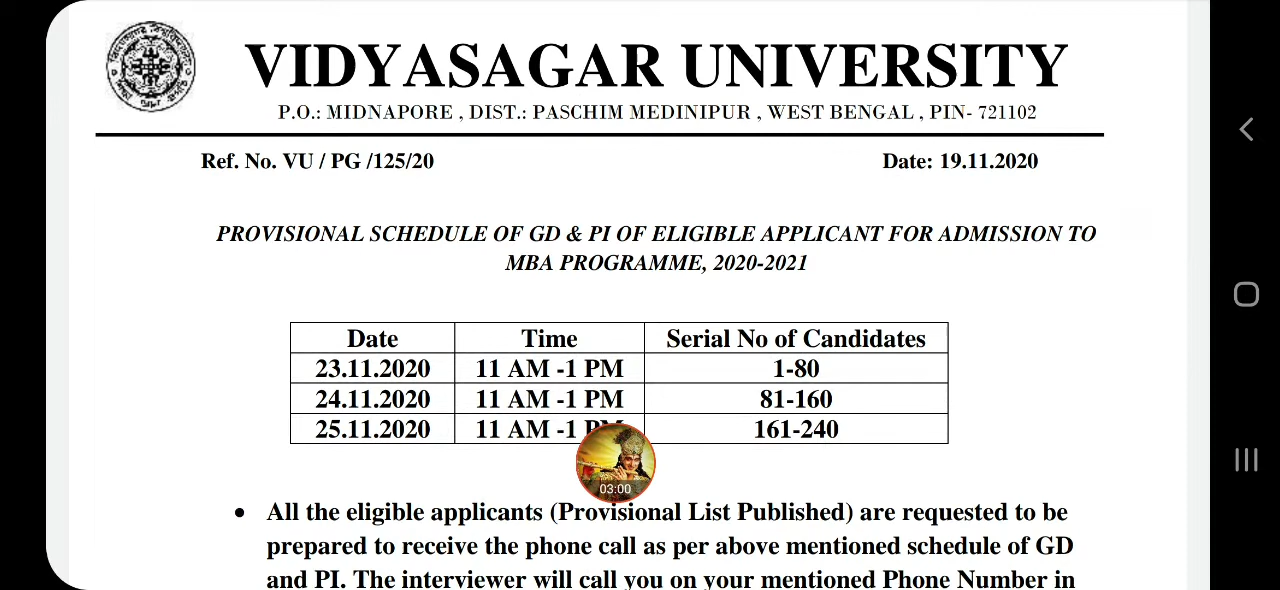 VIDYASAGAR UNIVERSITY
P.O.: MIDNAPORE , DIST.: PASCHIM MEDINIPUR , WEST BENGAL , PIN- 721102
Ref. No. VU / PG /125/20 Date: 19.11.2020
PROVISIONAL SCHEDULE OF GD & PI OF ELIGIBLE APPLICANT FOR ADMISSION TO
MBA PROGRAMME, 2020-2021
Date Time Serial No of Candidates
23.11.2020 11 AM -1 PM 1-80
24.11.2020 11 AM -1 PM 81-160
25.11.2020 11 AM -1 PM 161-240
03:00
• All the eligible applicants (Provisional List Published) are requested to be
prepared to receive the phone call as per above mentioned schedule of GD
and PI. The interviewer will call you on your mentioned Phone Number in